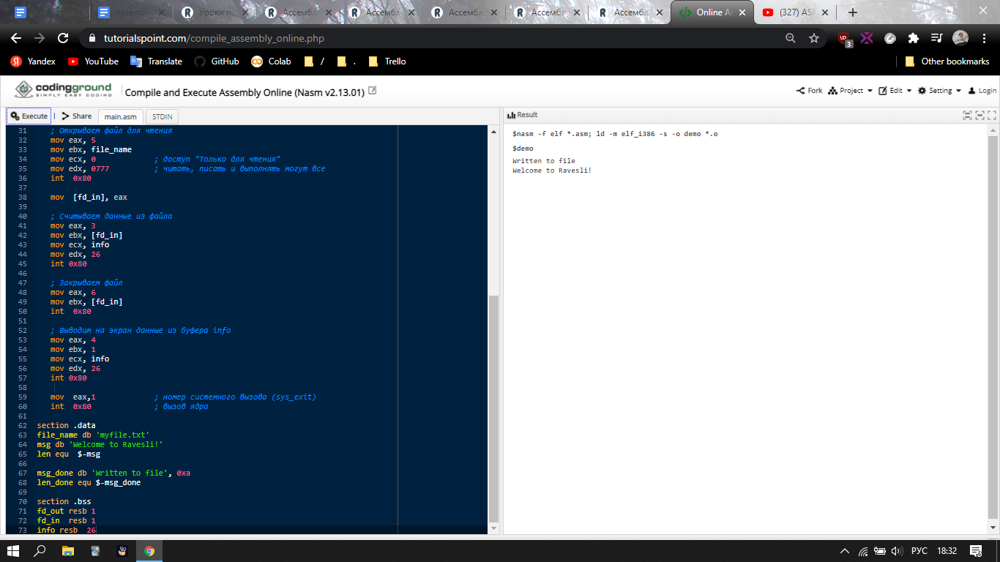 Assembl
Уроки по
Ассембл
Ассембл
Ассембл
Ассембл
Ассембл
Online As
(327) ASM
tutorialspoint.com/compile_assembly_online.php
3
Yandex YouTube Translate GitHub Colab / . Trello Other bookmarks
codingground
SIMPLY EASY CODING
Compile and Execute Assembly Online (Nasm v2.13.01)
Fork Project Edit Setting Login
Execute | Share main.asm STDIN
Result
31 ; Открываем файл для чтения
32 mov eax, 5
33 mov ebx, file_name
34 mov ecx, 0 ; доступ "Только для чтения"
35 mov edx, 0777 ; читать, писать и выполнять могут все
36 int 0x80
37
38 mov [fd_in], eax
39
40 ; Считываем данные из файла
41 mov eax, 3
42 mov ebx, [fd_in]
43 mov ecx, info
44 mov edx, 26
45 int 0x80
46
47 ; Закрываем файл
48 mov eax, 6
49 mov ebx, [fd_in]
50 int 0x80
51
52 ; Выводим на экран данные из буфера info
53 mov eax, 4
54 mov ebx, 1
55 mov ecx, info
56 mov edx, 26
57 int 0x80
58
59 mov eax,1 ; номер системного вызова (sys_exit)
60 int 0x80 ; вызов ядра
61
62 section .data
63 file_name db 'myfile.txt'
64 msg db 'Welcome to Ravesli!'
65 len equ $-msg
66
67 msg_done db 'Written to file', 0xa
68 len_done equ $-msg_done
69
70 section .bss
71 fd_out resb 1
72 fd_in resb 1
73 info resb 26
$nasm -f elf *.asm; ld -m elf_i386 -s -o demo *.o
$demo
Written to file
Welcome to Ravesli!
РУС 18:32